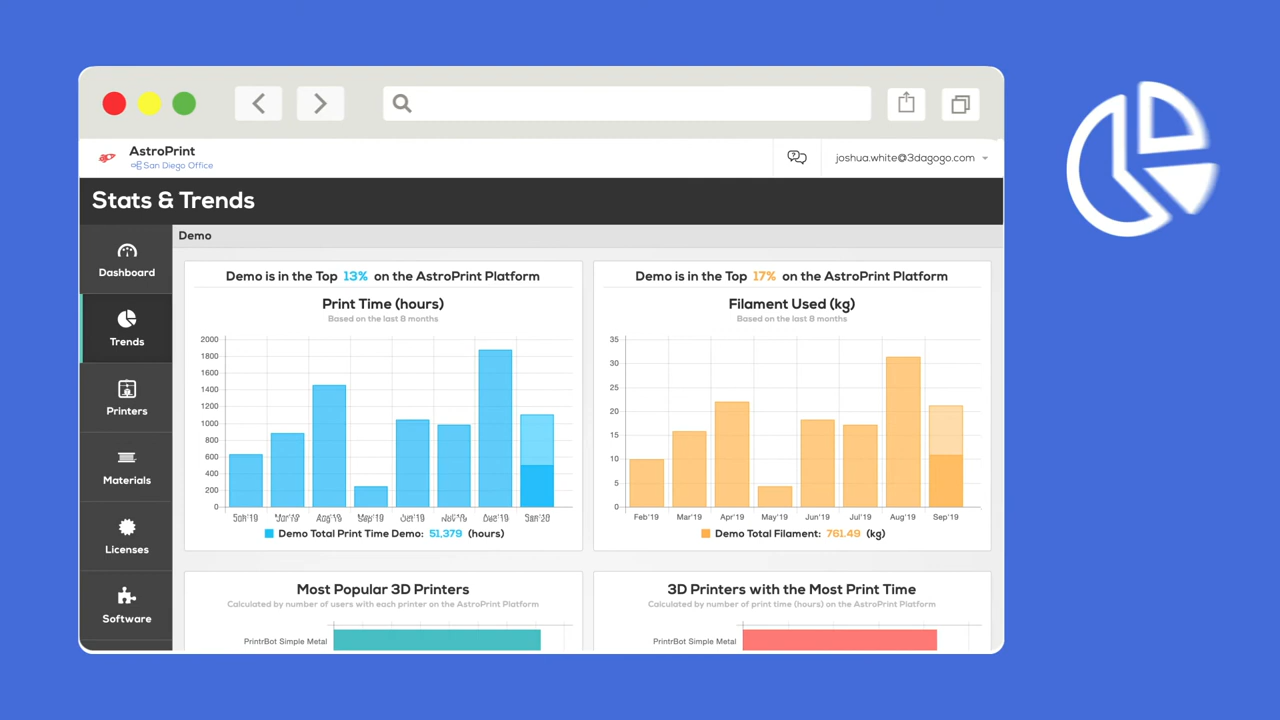 AstroPrint
San Diego Office
joshua.white@3dagogo.com
Stats & Trends
Demo
Dashboard
Trends
Printers
Materials
Licenses
Software
Demo is in the Top 13% on the AstroPrint Platform
Print Time (hours)
Based on the last 8 months
2000
1800
1600
1400
1200
1000
800
600
400
200
0
Demo Total Print Time Demo: 51,379 (hours)
Demo is in the Top 17% on the AstroPrint Platform
Filament Used (kg)
Based on the last 8 months
35
30
25
20
15
10
5
0
Feb'19 Mar'19 Apr'19 May'19 Jun'19 Jul'19 Aug'19 Sep'19
Demo Total Filament: 761.49 (kg)
Most Popular 3D Printers
Calculated by number of users with each printer on the AstroPrint Platform
PrintrBot Simple Metal
3D Printers with the Most Print Time
Calculated by number of print time (hours) on the AstroPrint Platform
PrintrBot Simple Metal